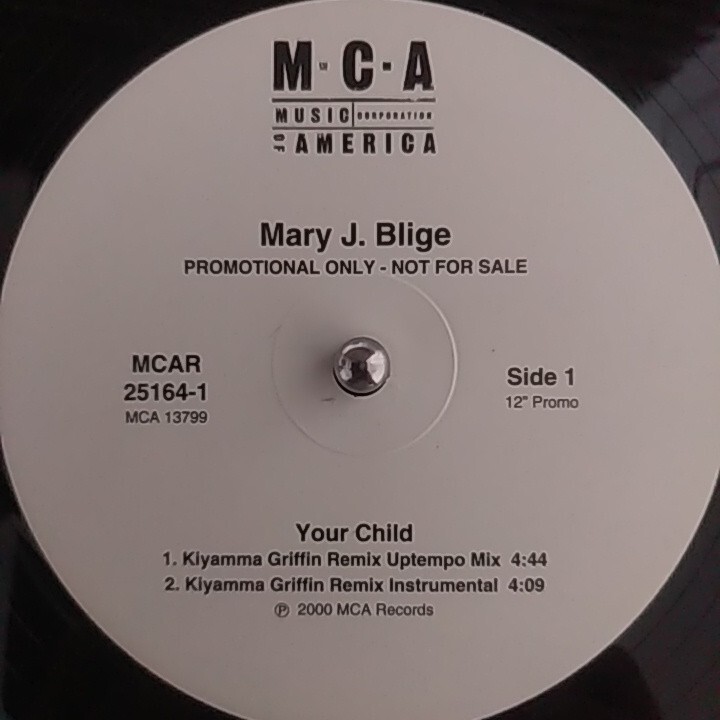 M·C·A
MUSIC CORPORATION
OF AMERICA
Mary J. Blige
PROMOTIONAL ONLY - NOT FOR SALE
MCAR
25164-1
MCA 13799
Side 1
12" Promo
Your Child
1. Kiyamma Griffin Remix Uptempo Mix 4:44
2. Kiyamma Griffin Remix Instrumental 4:09
℗ 2000 MCA Records